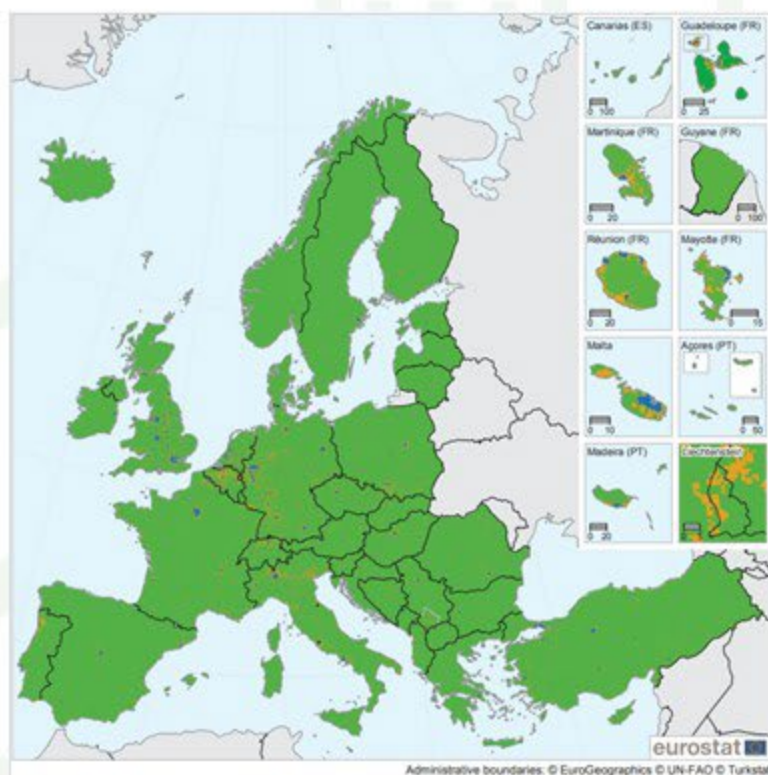 Canarias (ES)
0 100
Guadeloupe (FR)
0 25
Martinique (FR)
0 20
Guyane (FR)
0 100
Réunion (FR)
0 20
Mayotte (FR)
0 15
Malta
0 10
Açores (PT)
0 50
Madeira (PT)
0 20
Liechtenstein
eurostat
Administrative boundaries: © EuroGeographics © UN-FAO © Turkstat